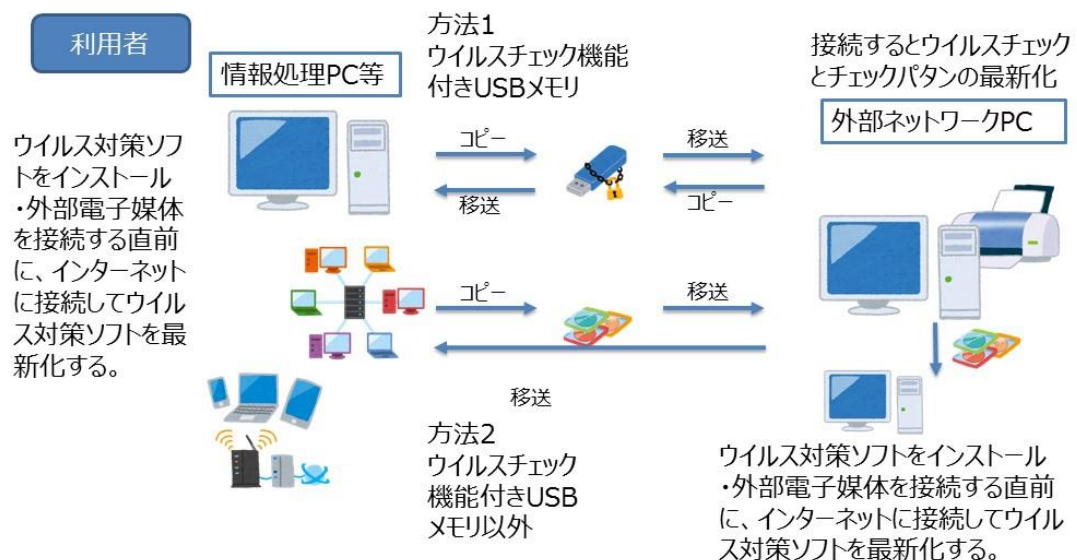 利用者
情報処理PC等
ウイルス対策ソフ
トをインストール
・外部電子媒体
を接続する直前
に、インターネット
に接続してウイル
ス対策ソフトを最
新化する。
方法1
ウイルスチェック機能
付きUSBメモリ
コピー
移送
移送
コピー
コピー
移送
移送
方法2
ウイルスチェック
機能付きUSB
メモリ以外
接続するとウイルスチェック
とチェックパタンの最新化
外部ネットワークPC
ウイルス対策ソフトをインストール
・外部電子媒体を接続する直前
に、インターネットに接続してウイル
ス対策ソフトを最新化する。